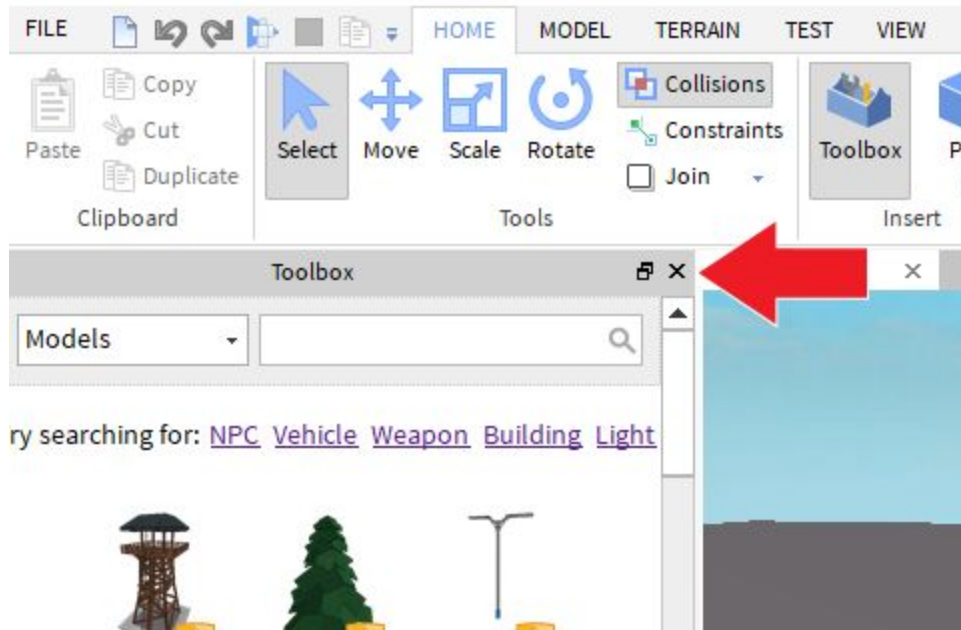 FILE HOME MODEL TERRAIN TEST VIEW
Copy
Collisions
Cut
Constraints
Paste Select Move Scale Rotate Toolbox
Duplicate
Join
Clipboard Tools Insert
Toolbox
Models
ry searching for: NPC Vehicle Weapon Building Light